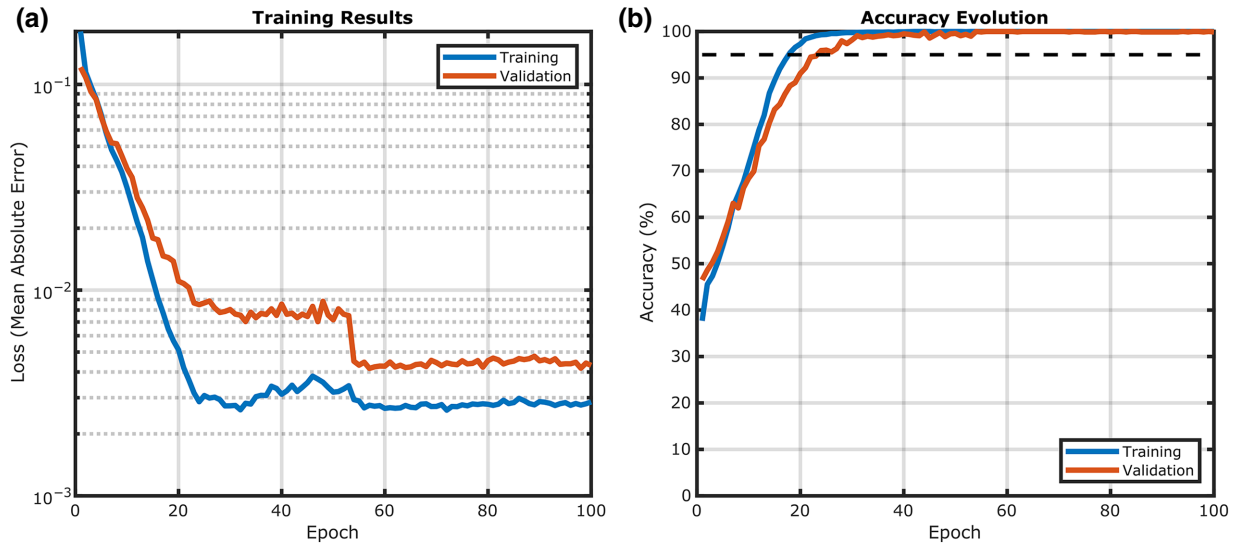 (a)
Training Results
Training
Validation
10⁻¹
10⁻²
10⁻³
Loss (Mean Absolute Error)
0
20
40
60
80
100
Epoch
(b)
Accuracy Evolution
100
90
80
70
60
50
40
30
20
10
0
Accuracy (%)
Training
Validation
0
20
40
60
80
100
Epoch